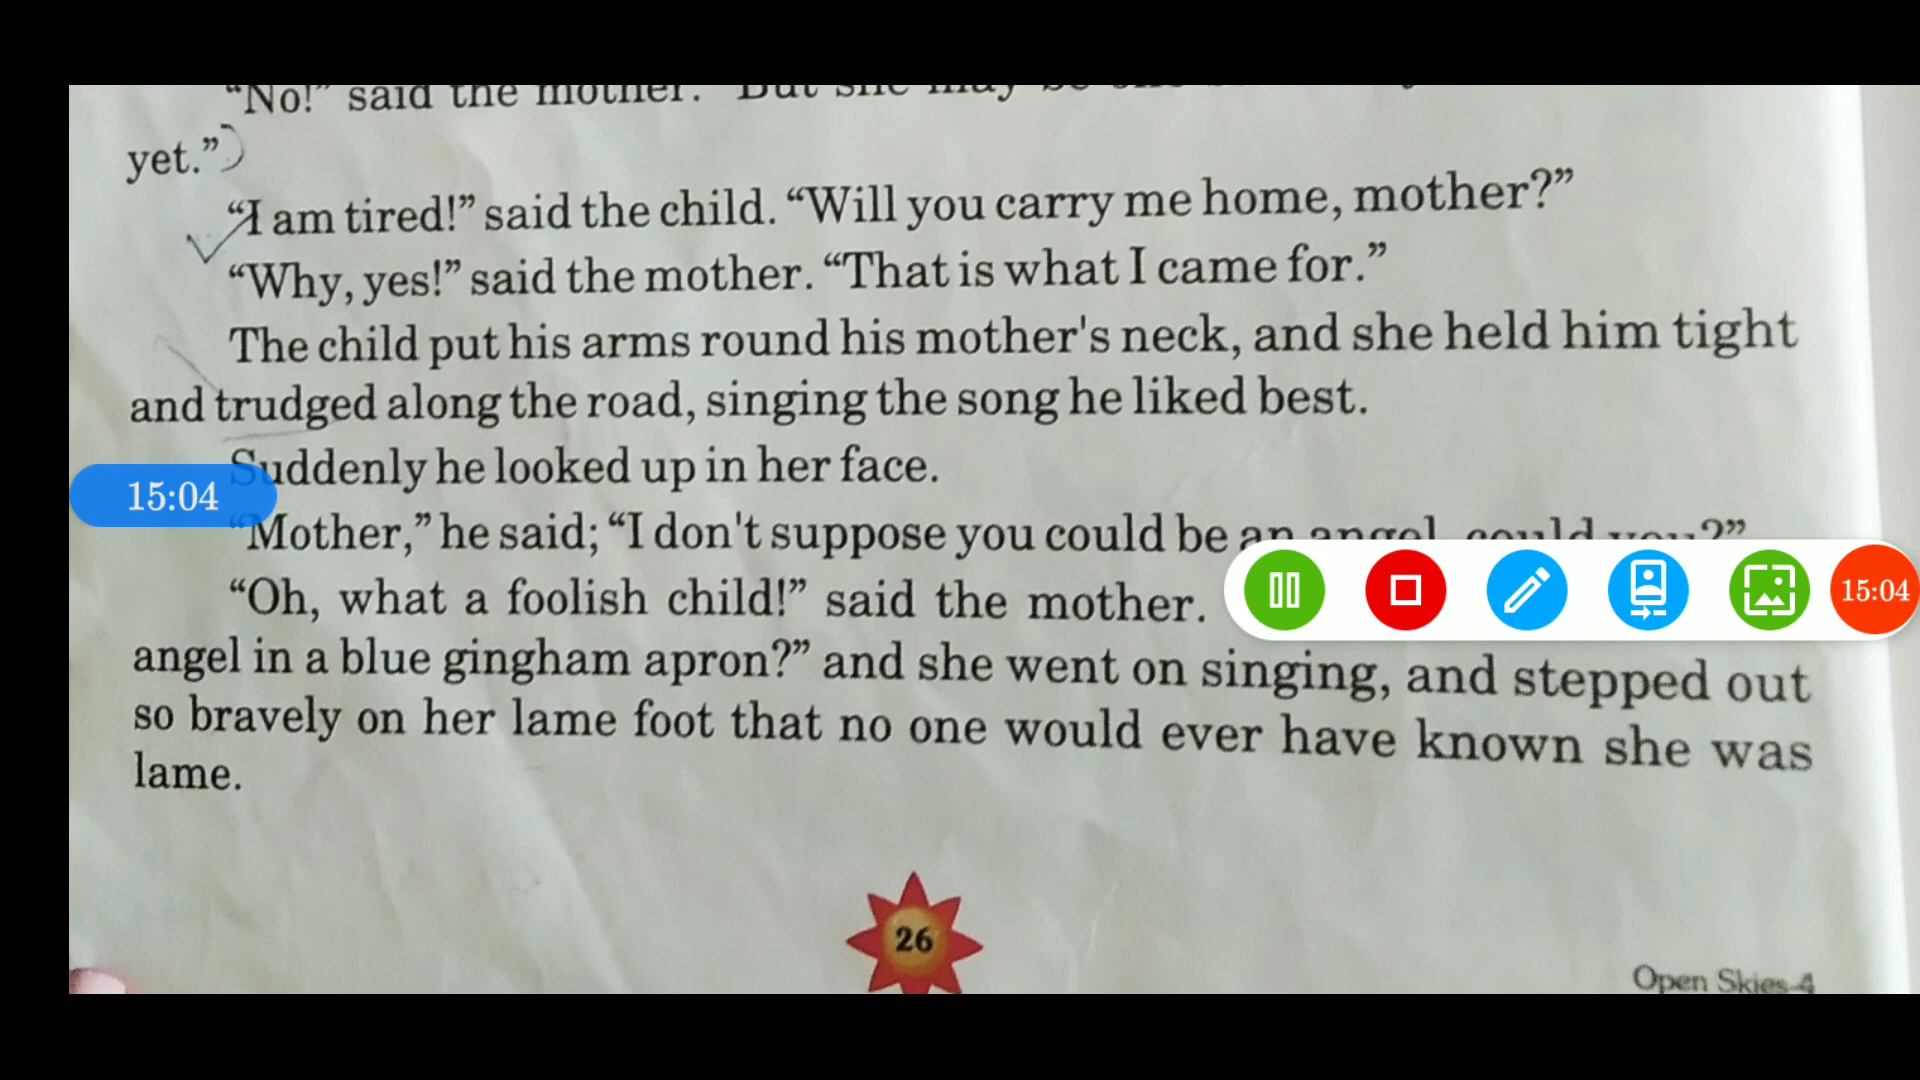 "No!" said the mother. "But she may
yet."
"I am tired!" said the child. "Will you carry me home, mother?"
"Why, yes!" said the mother. "That is what I came for."
The child put his arms round his mother's neck, and she held him tight
and trudged along the road, singing the song he liked best.
Suddenly he looked up in her face.
15:04
"Mother," he said; "I don't suppose you could be an angel, could you?"
"Oh, what a foolish child!" said the mother.
15:04
angel in a blue gingham apron?" and she went on singing, and stepped out
so bravely on her lame foot that no one would ever have known she was
lame.
26
Open Skies-4